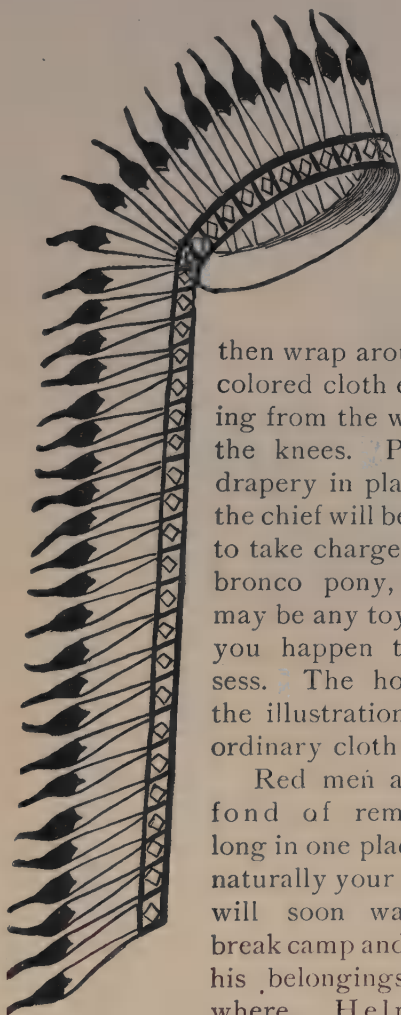 then wrap arou
colored cloth e
ing from the w
the knees. P
drapery in pla
the chief will be
to take charge
bronco pony,
may be any toy
you happen t
sess. The ho
the illustration
ordinary cloth
Red men a
fond of rem
long in one plac
naturally your
will soon wa
break camp and
his belongings
where. Help